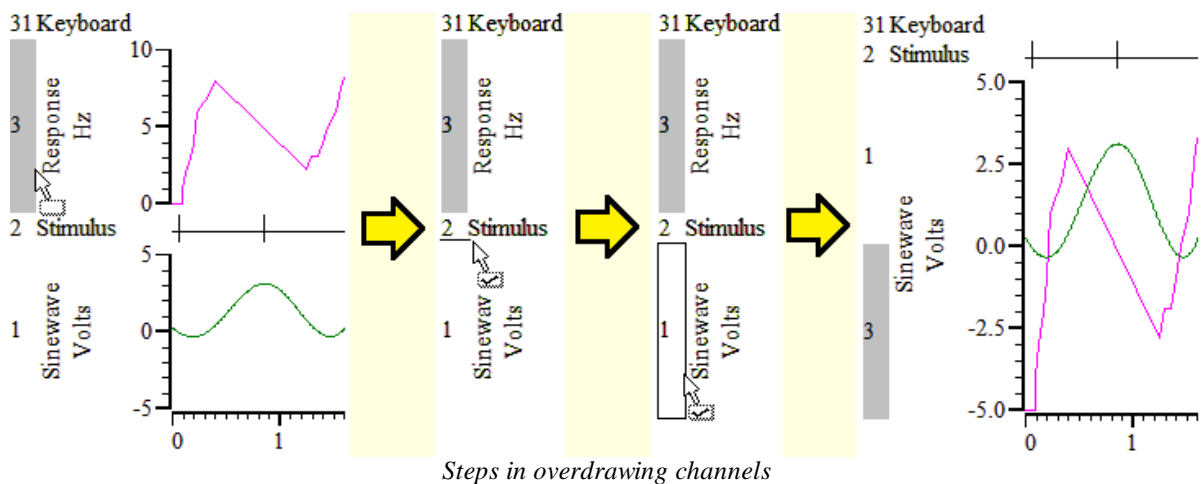 31 Keyboard
10
5
0
3
Response
Hz
2 Stimulus
5
0
-5
1
Sinewave
Volts
0 1
31 Keyboard
3
Response
Hz
2 Stimulus
1
Sinewav
Volts
31 Keyboard
3
Response
Hz
2 Stimulus
1
Sinewave
Volts
31 Keyboard
2 Stimulus
5.0
2.5
0.0
-2.5
-5.0
1
Sinewave
Volts
3
0 1
Steps in overdrawing channels